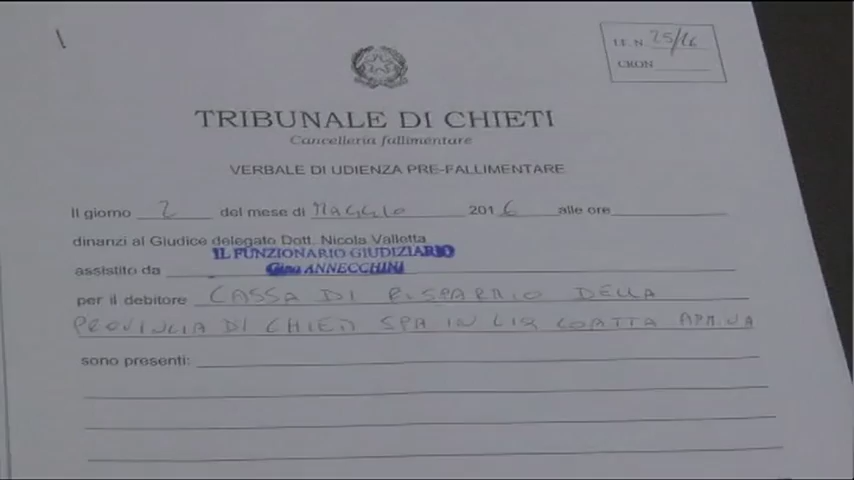 I.F. N. 25/16
CRON
TRIBUNALE DI CHIETI
Cancelleria fallimentare
VERBALE DI UDIENZA PRE-FALLIMENTARE
Il giorno 2 del mese di MAGGIO 2016 alle ore
dinanzi al Giudice delegato Dott. Nicola Valletta
IL FUNZIONARIO GIUDIZIARIO
assistito da Gino ANNECCHINI
per il debitore CASSA DI RISPARMIO DELLA
PROVINCIA DI CHIETI SPA IN LIQ COATTA AMM.VA
sono presenti: